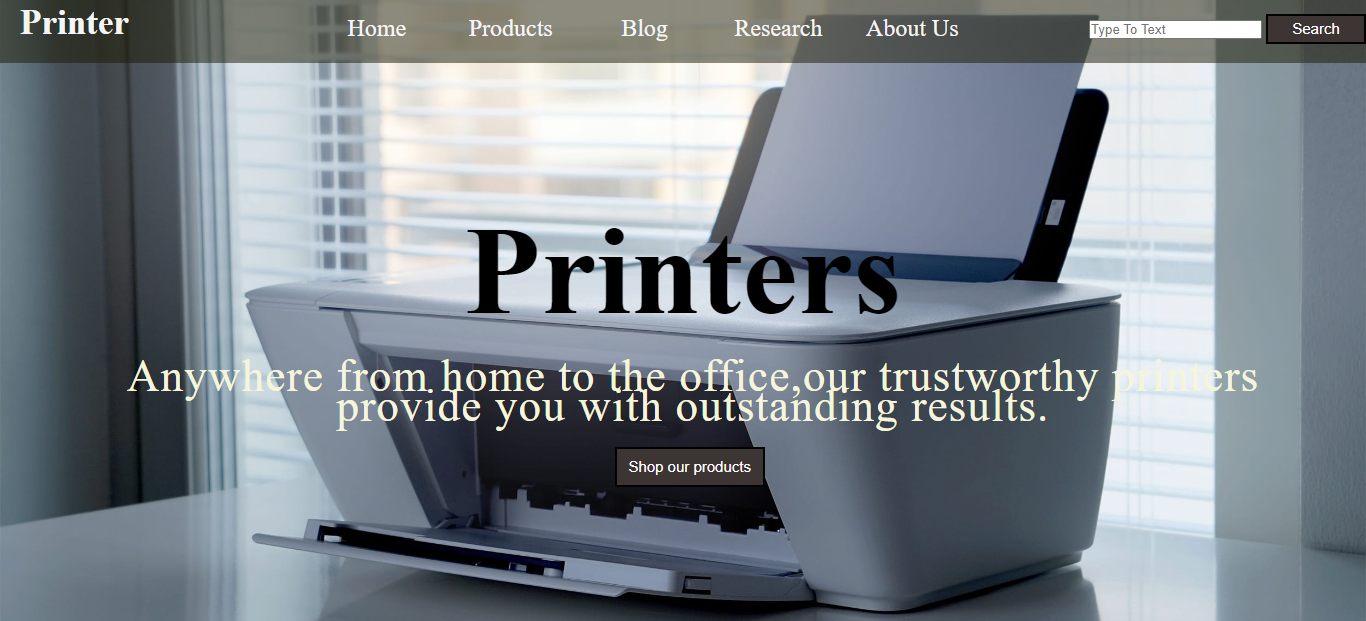 Printer
Home Products Blog Research About Us
Type To Text
Search
Printers
Anywhere from home to the office,our trustworthy printers
provide you with outstanding results.
Shop our products